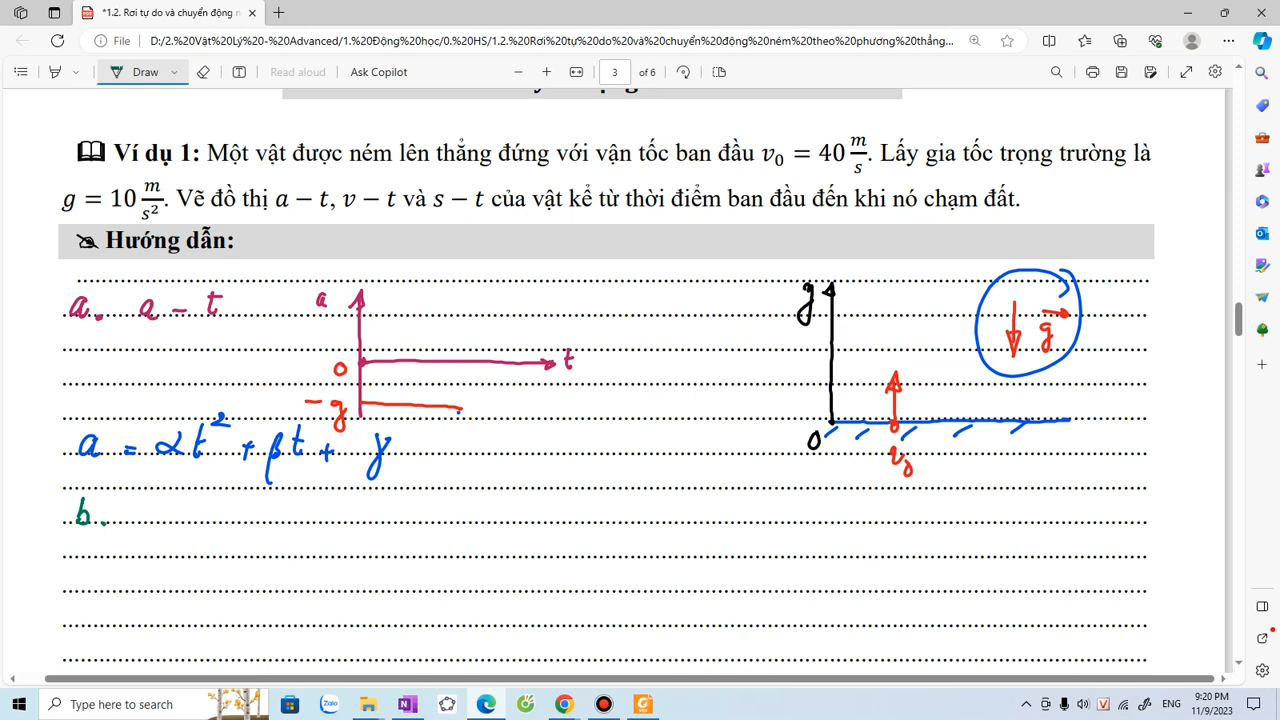 *1.2. Rơi tự do và chuyển động n
File
D:/2.%20Vật%20Lý%20-%20Advanced/1.%20Động%20học/0.%20HS/1.2.%20Rơi%20tự%20do%20và%20chuyển%20động%20ném%20theo%20phương%20thẳng...
Draw
Read aloud
Ask Copilot
3
of 6
Ví dụ 1: Một vật được ném lên thẳng đứng với vận tốc ban đầu v₀ = 40 m/s. Lấy gia tốc trọng trường là
g = 10 m/s². Vẽ đồ thị a − t, v − t và s − t của vật kể từ thời điểm ban đầu đến khi nó chạm đất.
Hướng dẫn:
a. a - t
a
t
0
-g
y
g
0
v₀
a = αt² + βt + γ
b.
Type here to search
Zalo
V
ENG
9:20 PM
11/9/2023